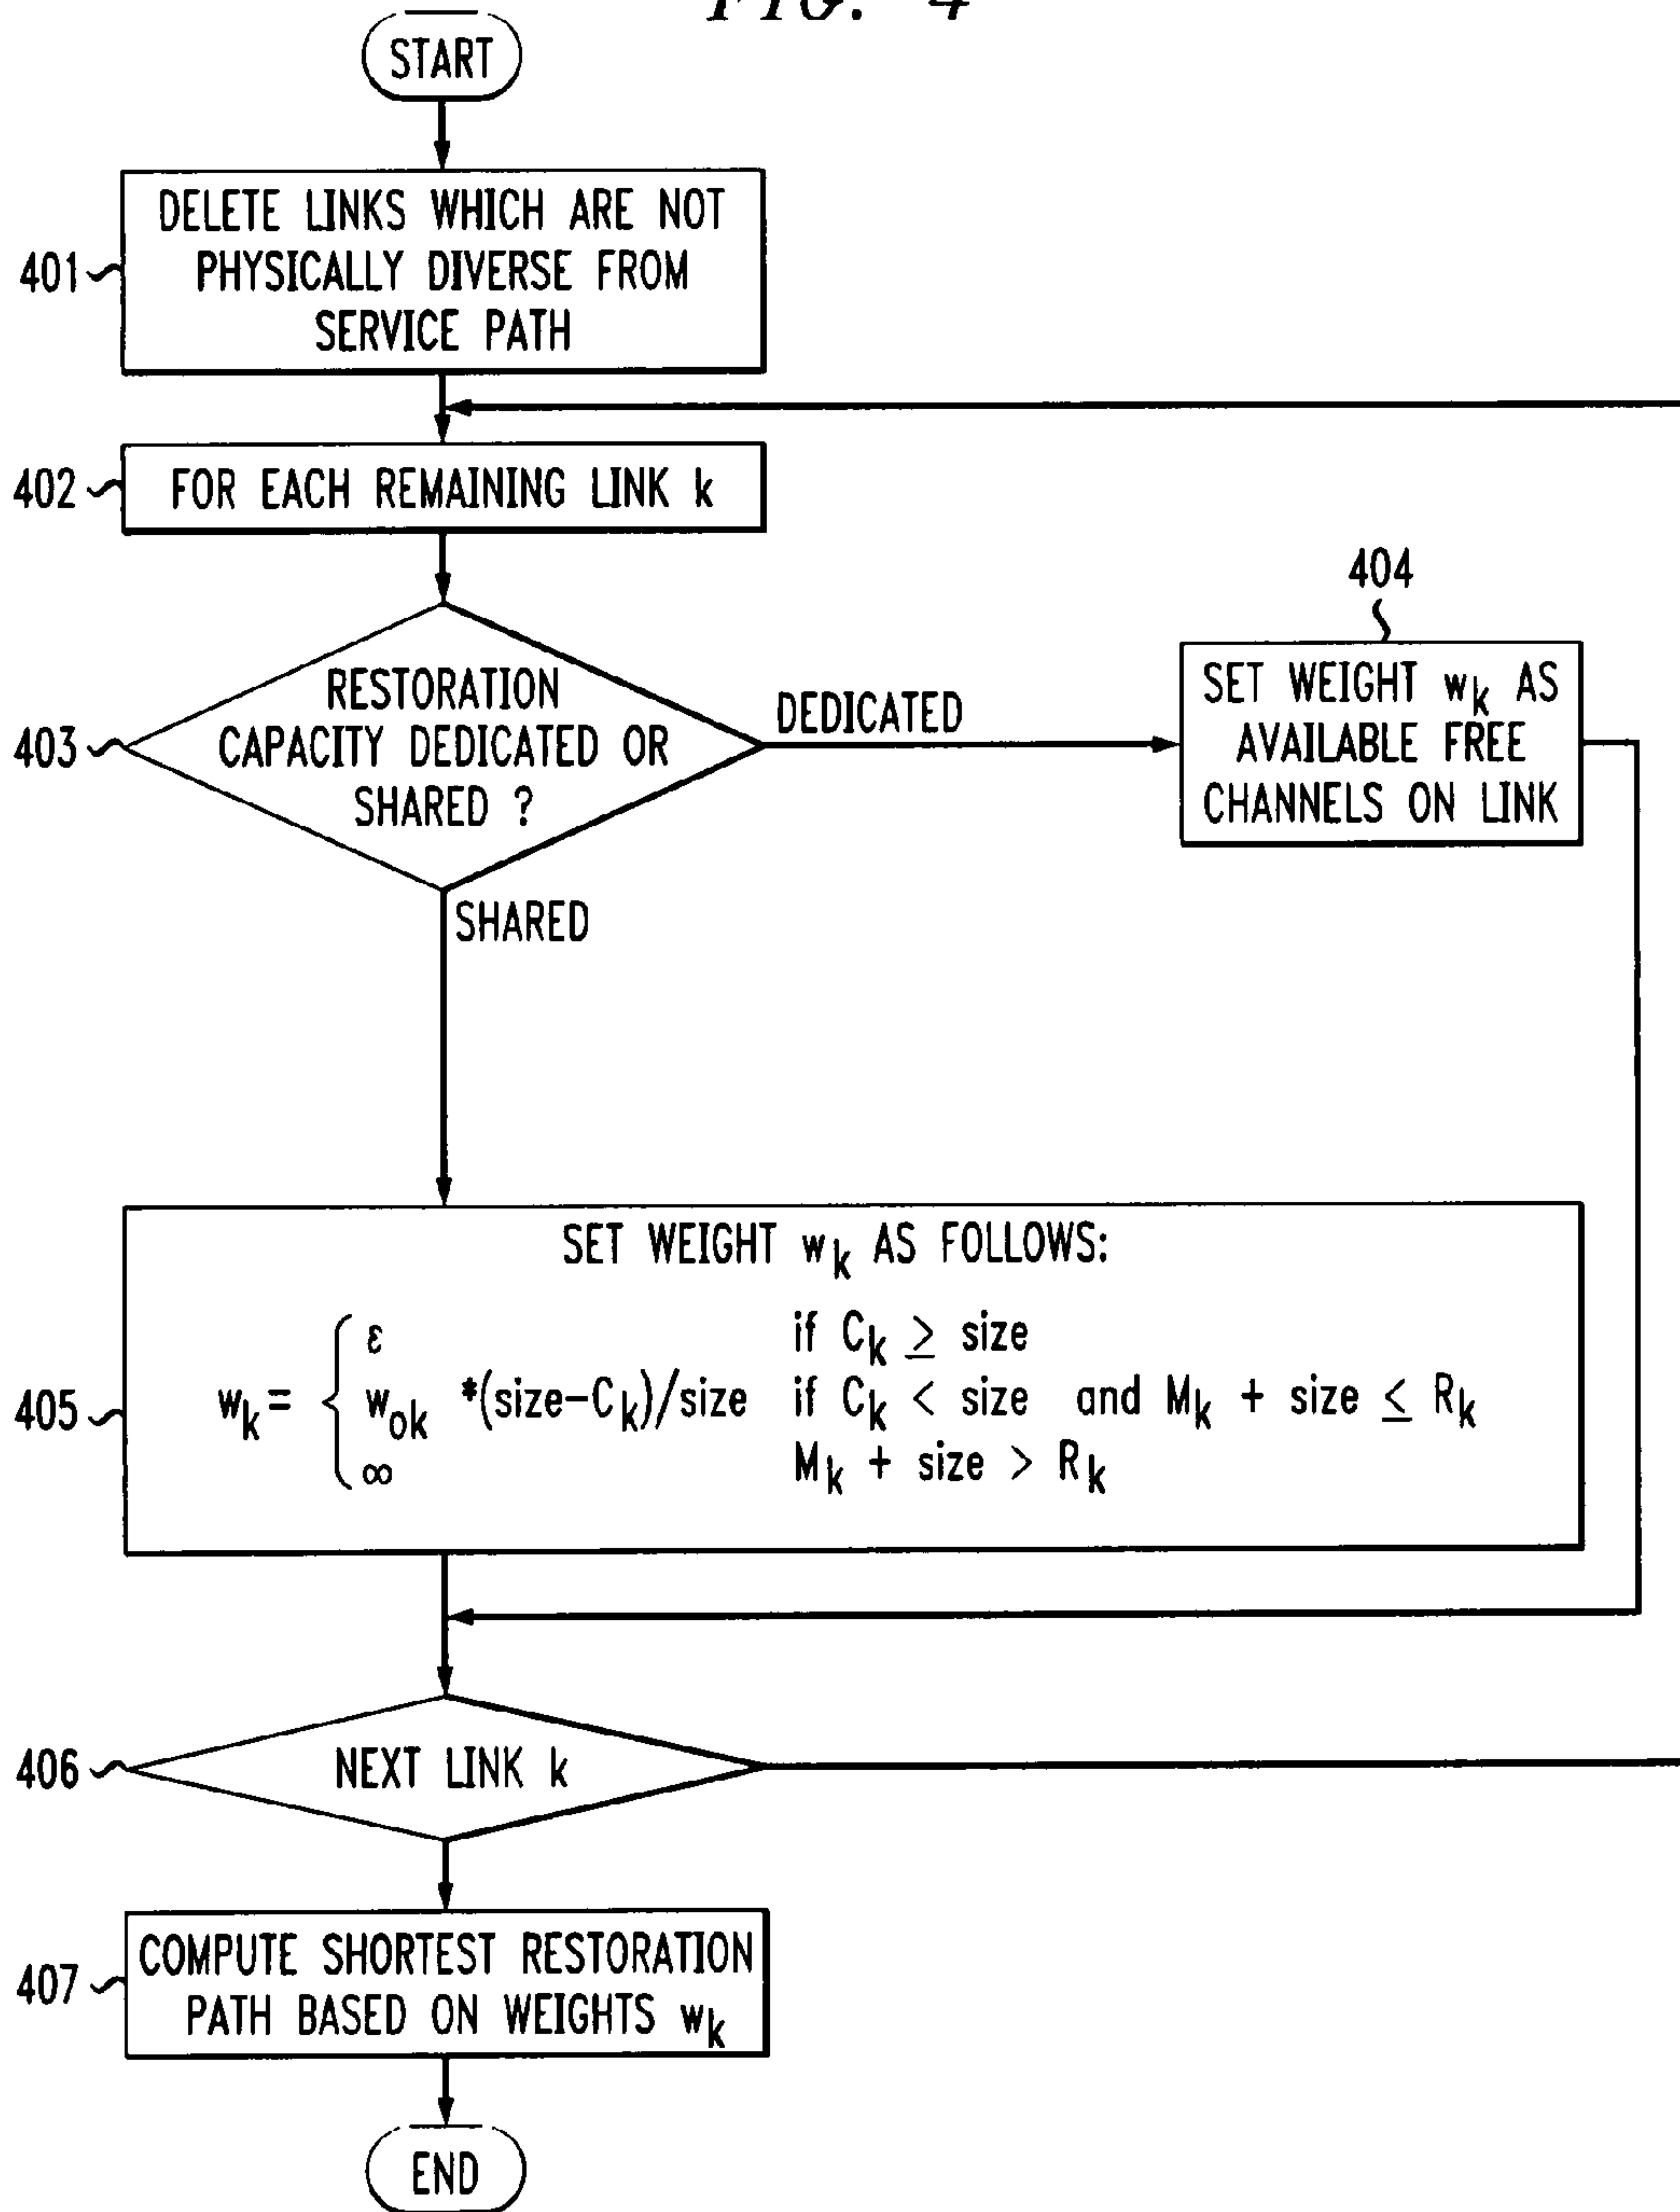 FIG. 4
START
401
DELETE LINKS WHICH ARE NOT
PHYSICALLY DIVERSE FROM
SERVICE PATH
402
FOR EACH REMAINING LINK k
403
RESTORATION
CAPACITY DEDICATED OR
SHARED ?
DEDICATED
404
SET WEIGHT wk AS
AVAILABLE FREE
CHANNELS ON LINK
SHARED
405
SET WEIGHT wk AS FOLLOWS:
wk = { ε if Ck ≥ size
wok *(size-Ck)/size if Ck < size and Mk + size ≤ Rk
∞ Mk + size > Rk
406
NEXT LINK k
407
COMPUTE SHORTEST RESTORATION
PATH BASED ON WEIGHTS wk
END